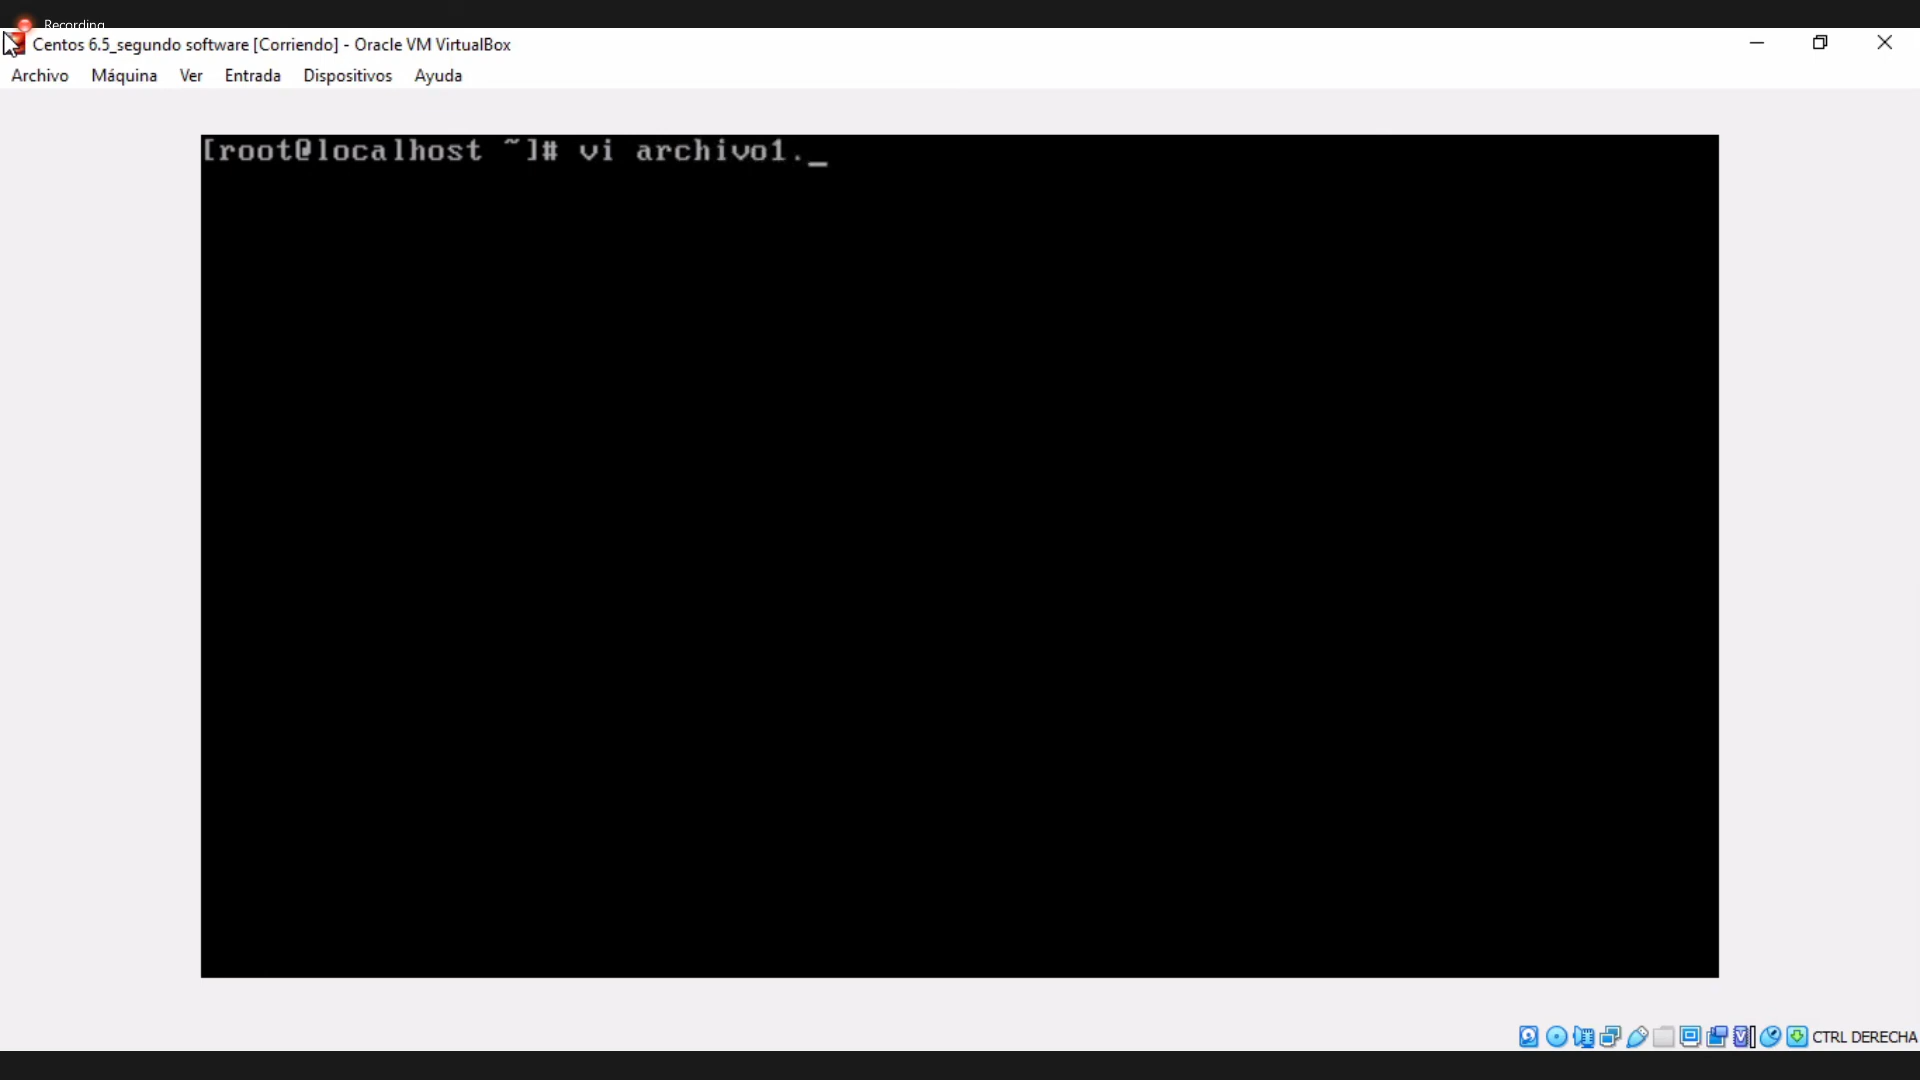 Recording
Centos 6.5_segundo software [Corriendo] - Oracle VM VirtualBox
Archivo Máquina Ver Entrada Dispositivos Ayuda
[root@localhost ~]# vi archivo1._
CTRL DERECHA